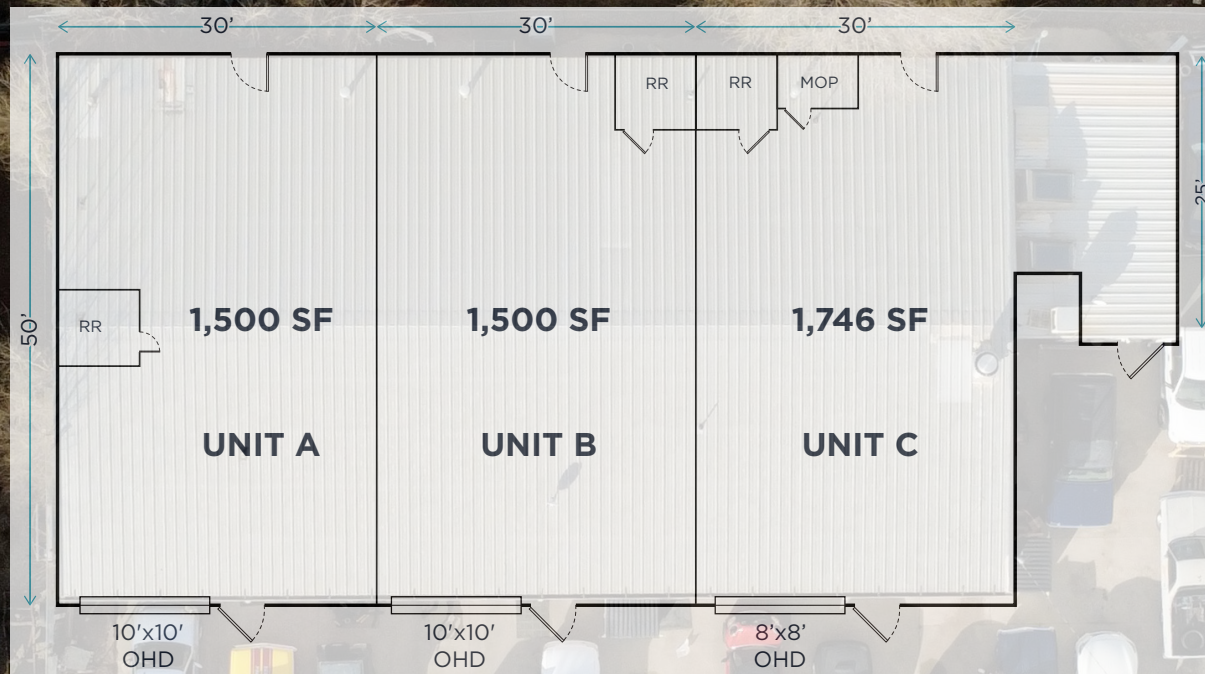 30'
30'
30'
RR
RR
MOP
25'
50'
RR
1,500 SF
1,500 SF
1,746 SF
UNIT A
UNIT B
UNIT C
10'x10'
OHD
10'x10'
OHD
8'x8'
OHD